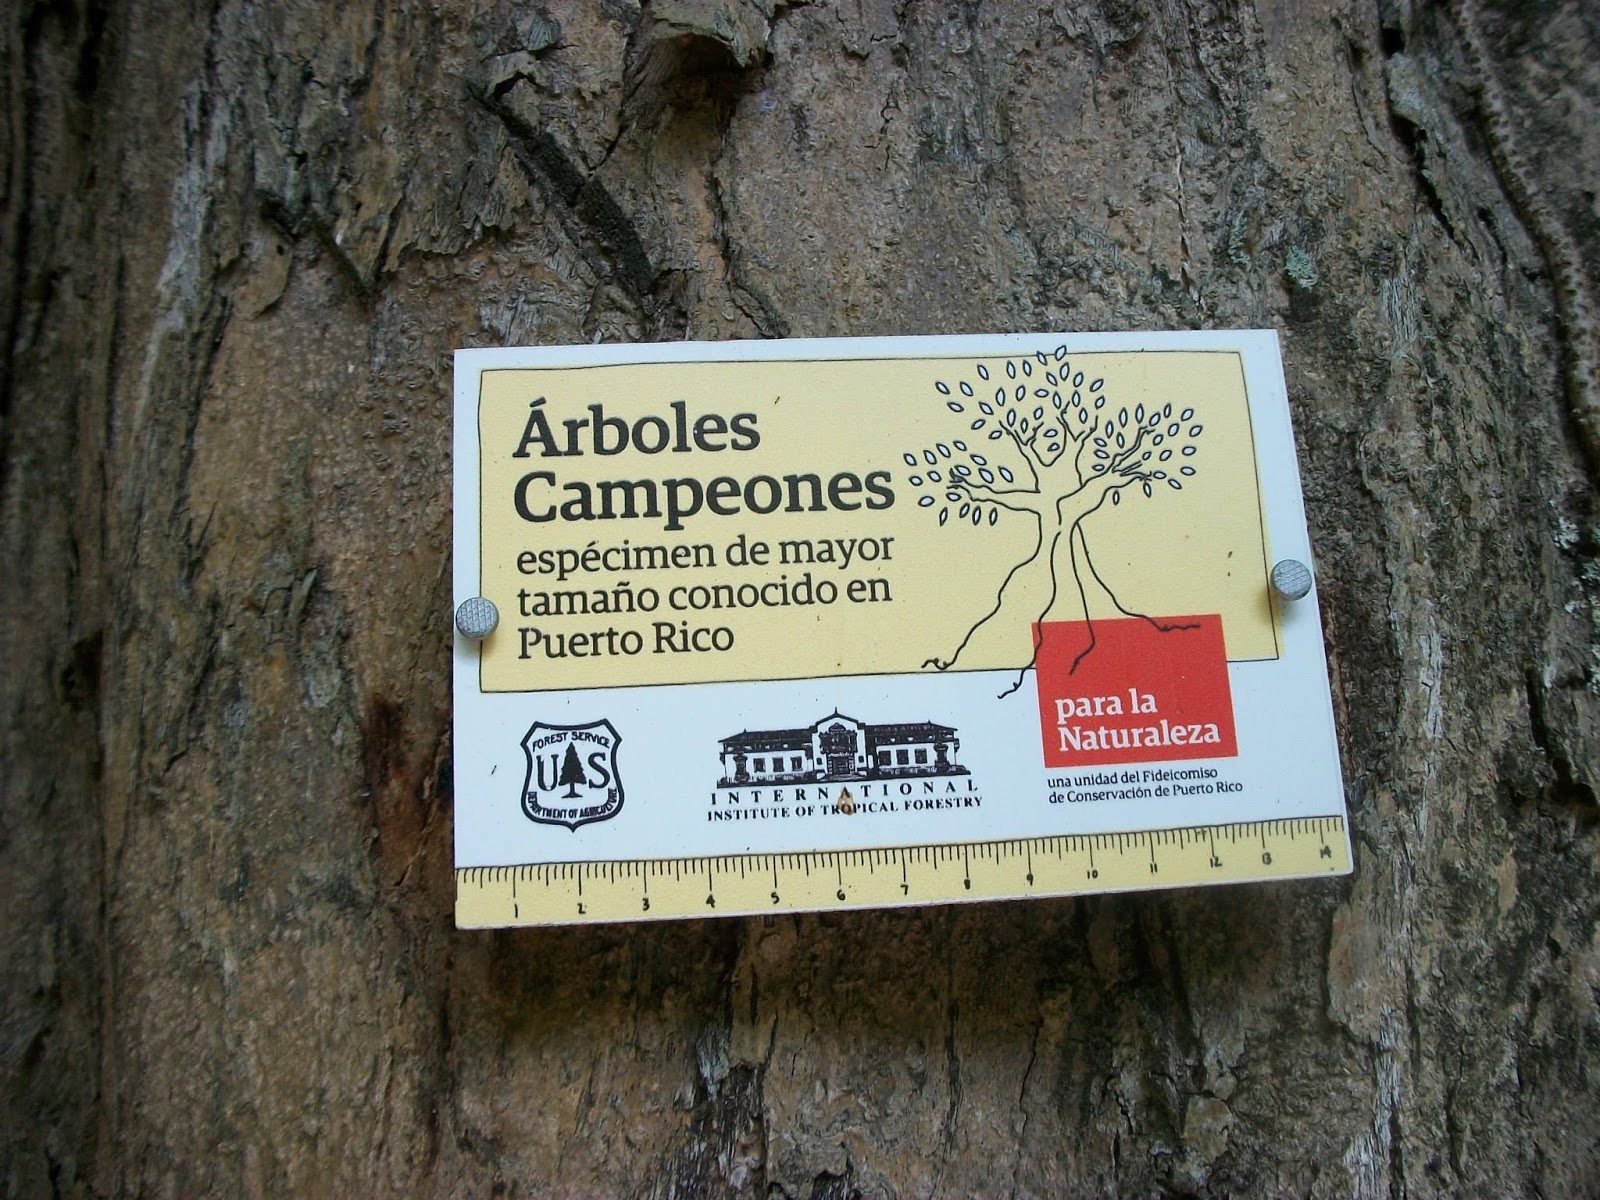 Árboles
Campeones
espécimen de mayor
tamaño conocido en
Puerto Rico
FOREST SERVICE
US
DEPARTMENT OF AGRICULTURE
INTERNATIONAL
INSTITUTE OF TROPICAL FORESTRY
para la
Naturaleza
una unidad del Fideicomiso
de Conservación de Puerto Rico
1 2 3 4 5 6 7 8 9 10 11 12 13 14